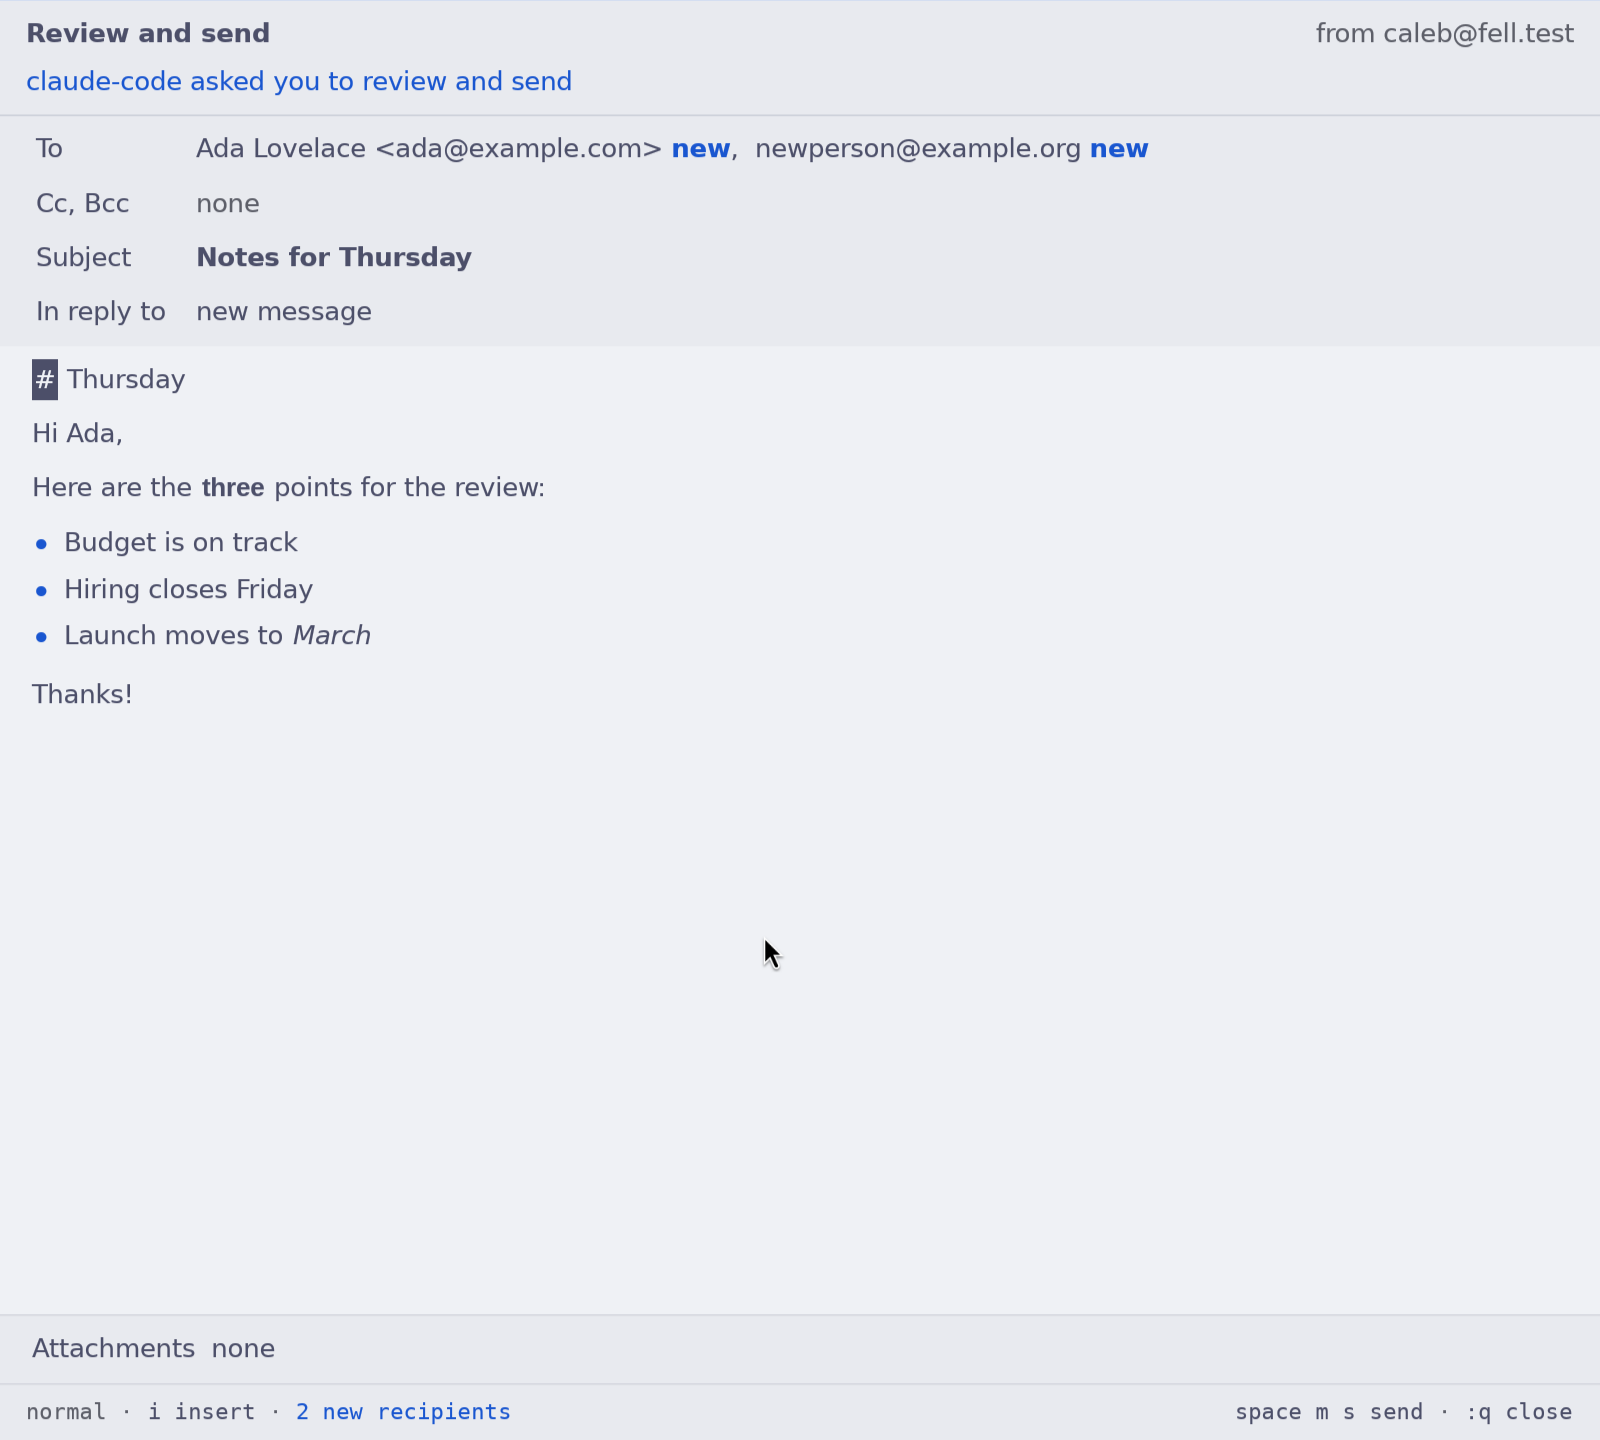 Review and send
from caleb@fell.test
claude-code asked you to review and send
To Ada Lovelace <ada@example.com> new, newperson@example.org new
Cc, Bcc none
Subject Notes for Thursday
In reply to new message
# Thursday
Hi Ada,
Here are the three points for the review:
• Budget is on track
• Hiring closes Friday
• Launch moves to March
Thanks!
Attachments none
normal · i insert · 2 new recipients
space m s send · :q close